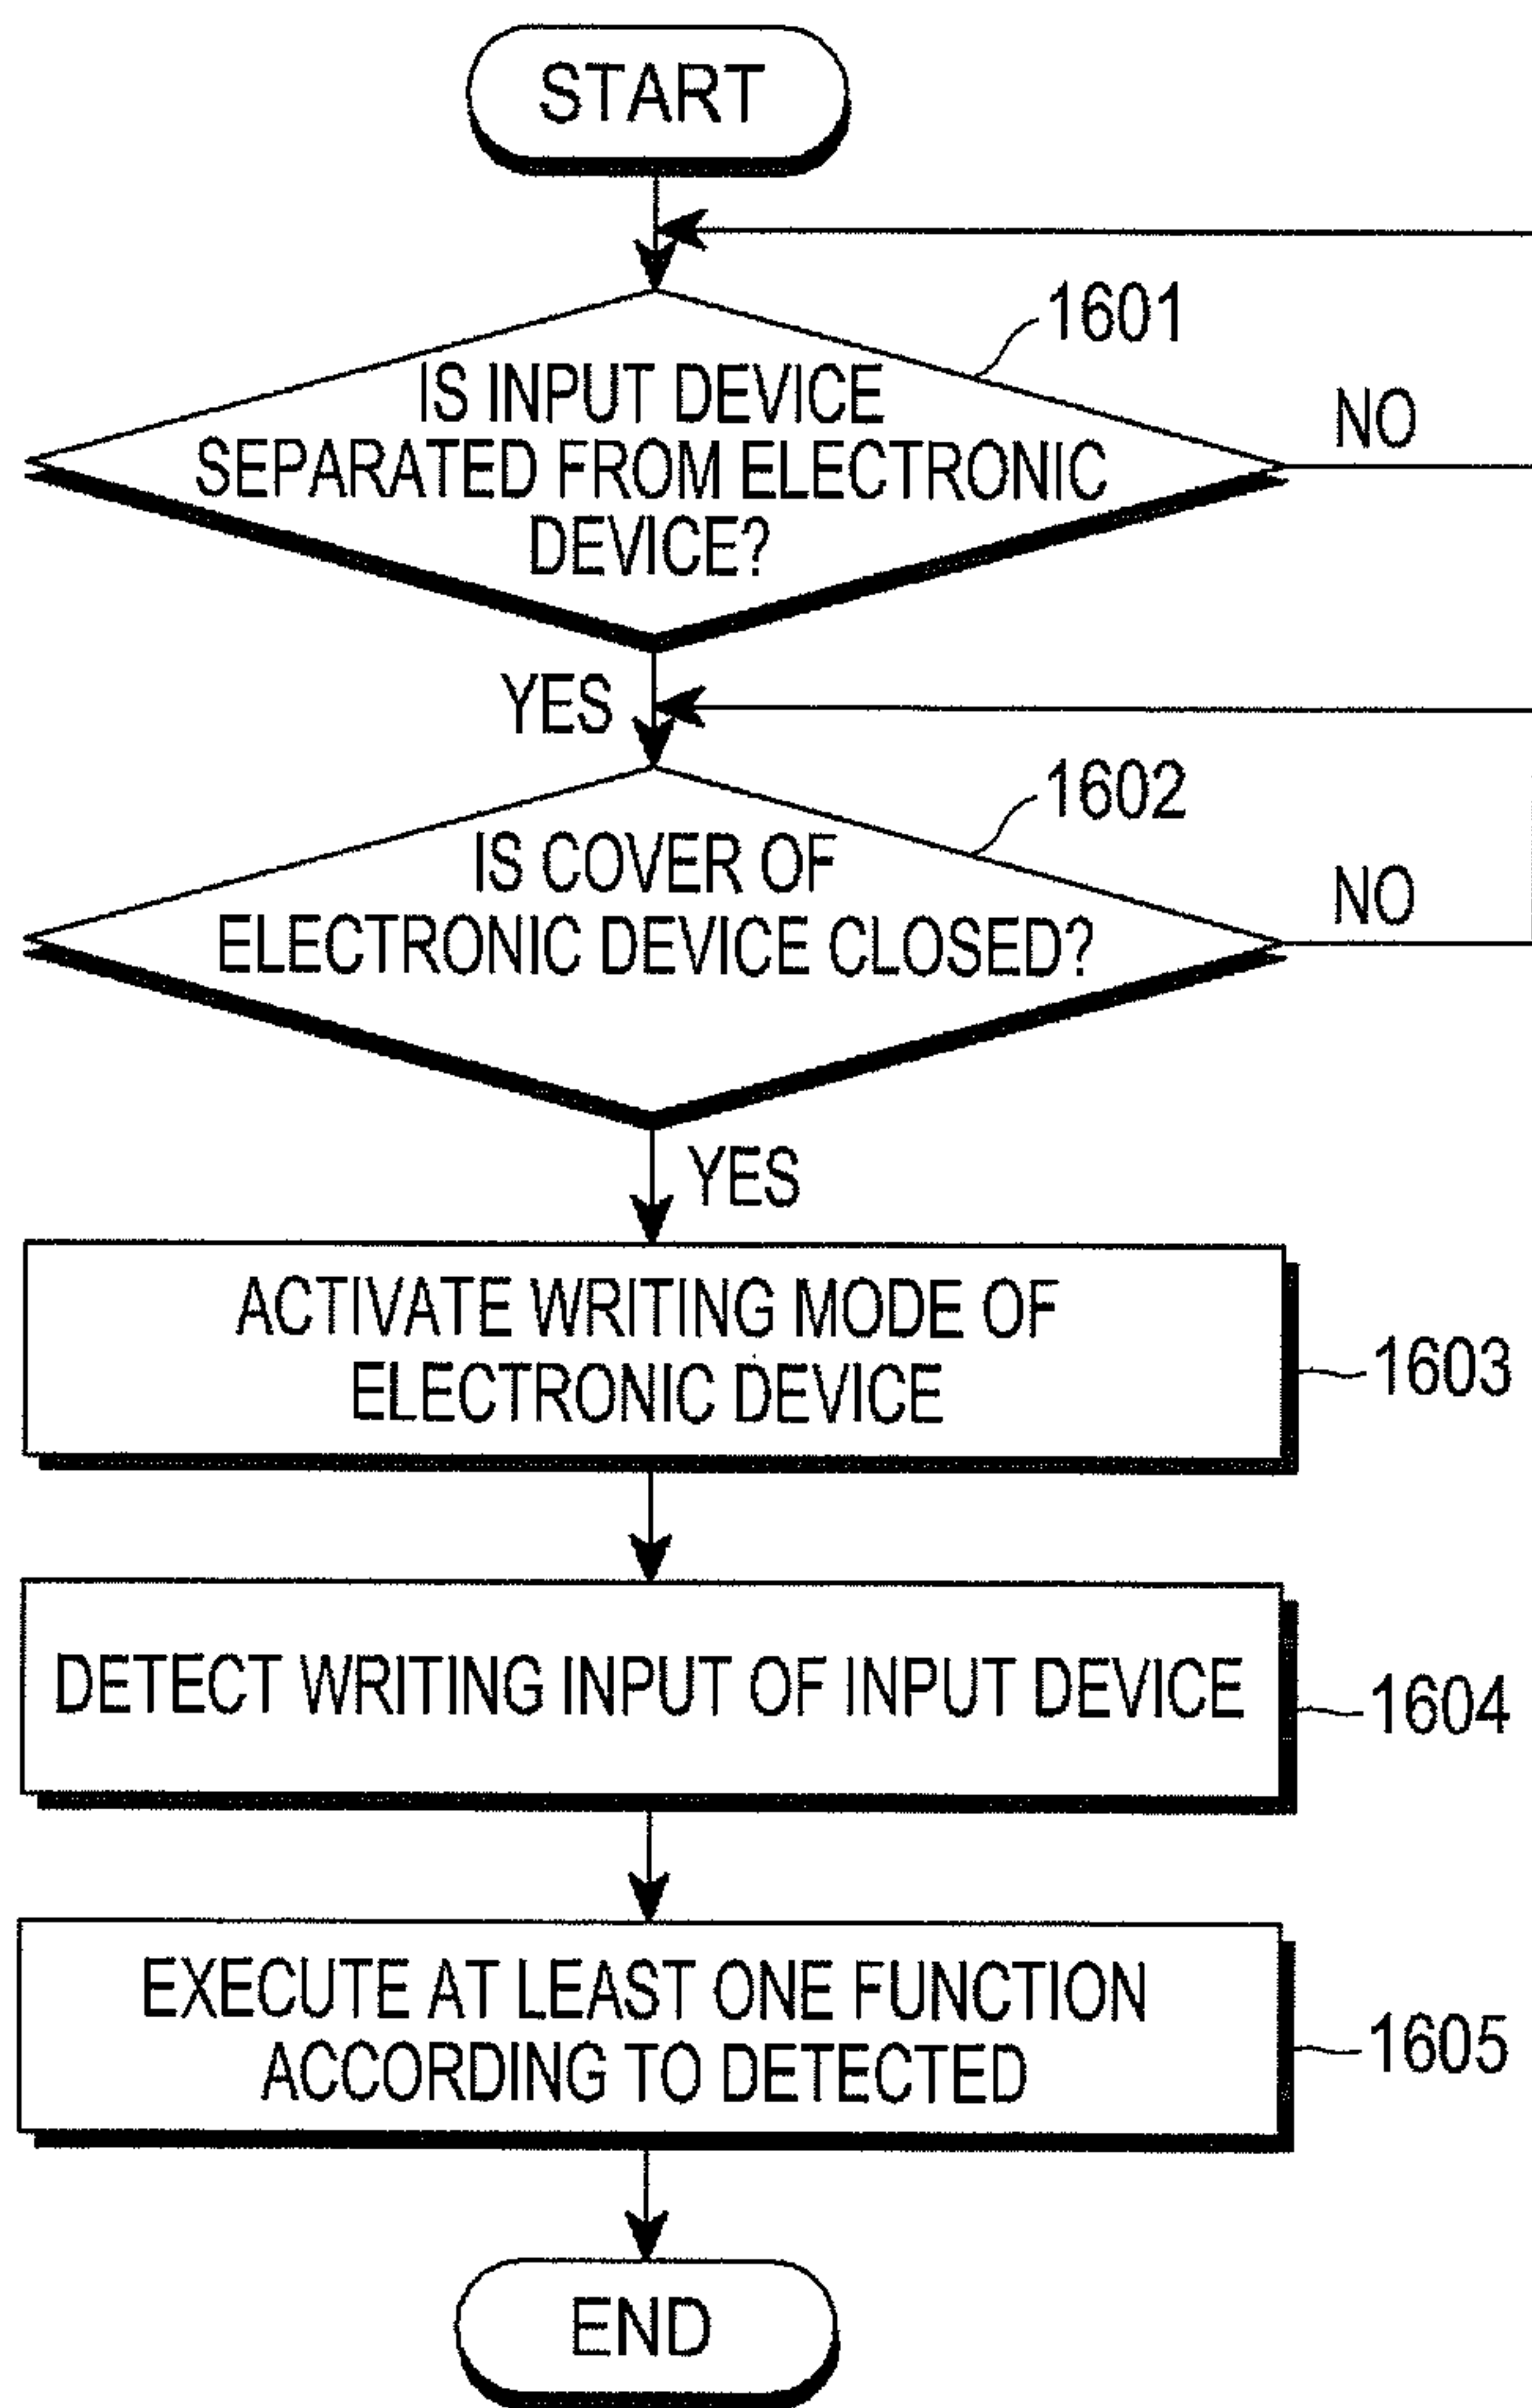 START
1601
IS INPUT DEVICE
SEPARATED FROM ELECTRONIC
DEVICE?
NO
YES
1602
IS COVER OF
ELECTRONIC DEVICE CLOSED?
NO
YES
ACTIVATE WRITING MODE OF
ELECTRONIC DEVICE
1603
DETECT WRITING INPUT OF INPUT DEVICE
1604
EXECUTE AT LEAST ONE FUNCTION
ACCORDING TO DETECTED
1605
END